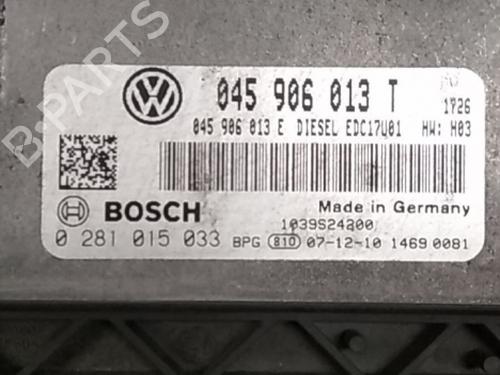 B-PARTS
VW
045 906 013 T
1726
045 906 013 E DIESEL EDC17U01 HW: H03
BOSCH
Made in Germany
1039S24200
0 281 015 033 BPG 810 07-12-10 1469 0081